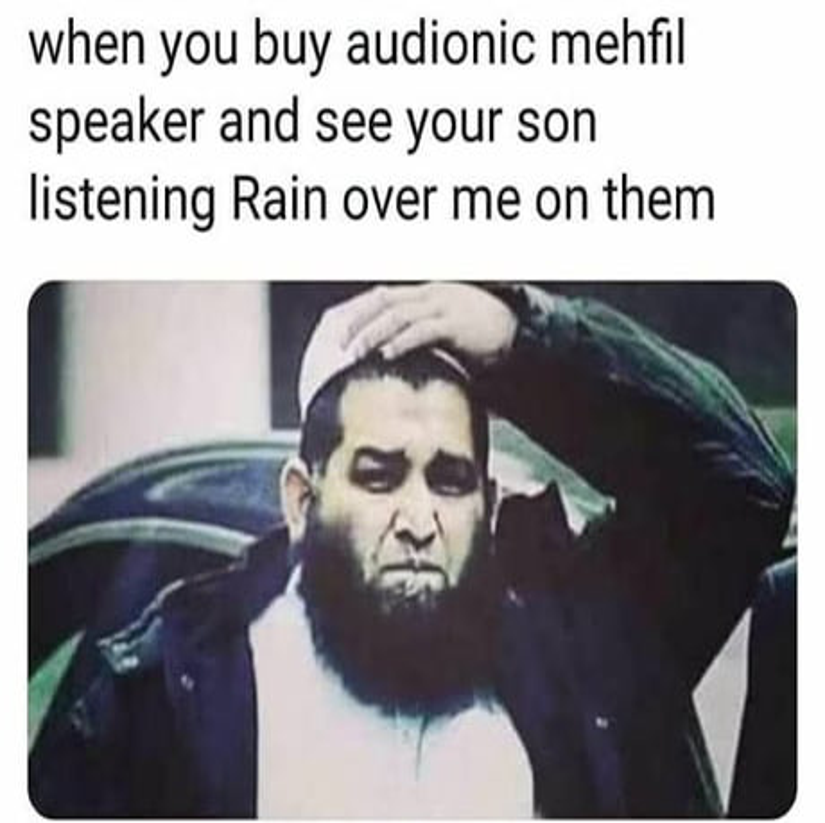 when you buy audionic mehfil
speaker and see your son
listening Rain over me on them